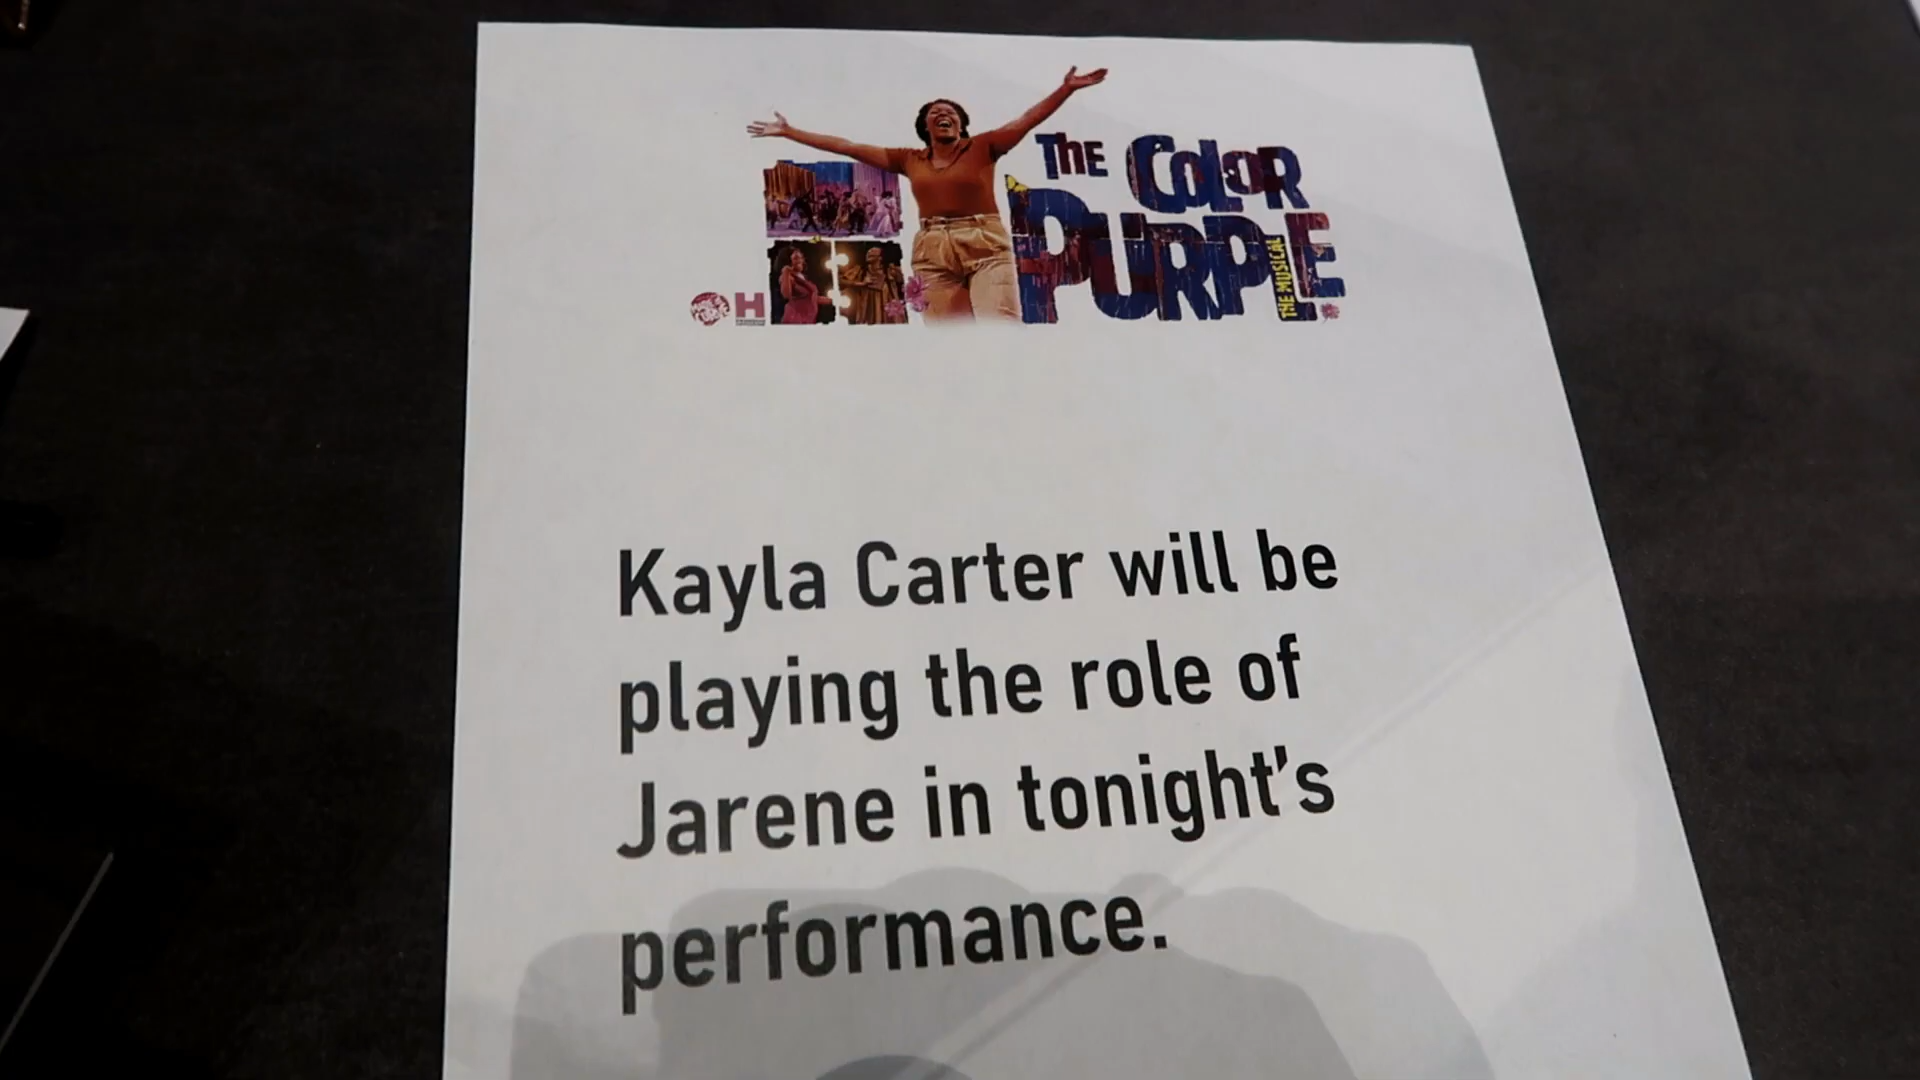 THE COLOR
PURPLE
THE MUSICAL
H
Kayla Carter will be
playing the role of
Jarene in tonight's
performance.